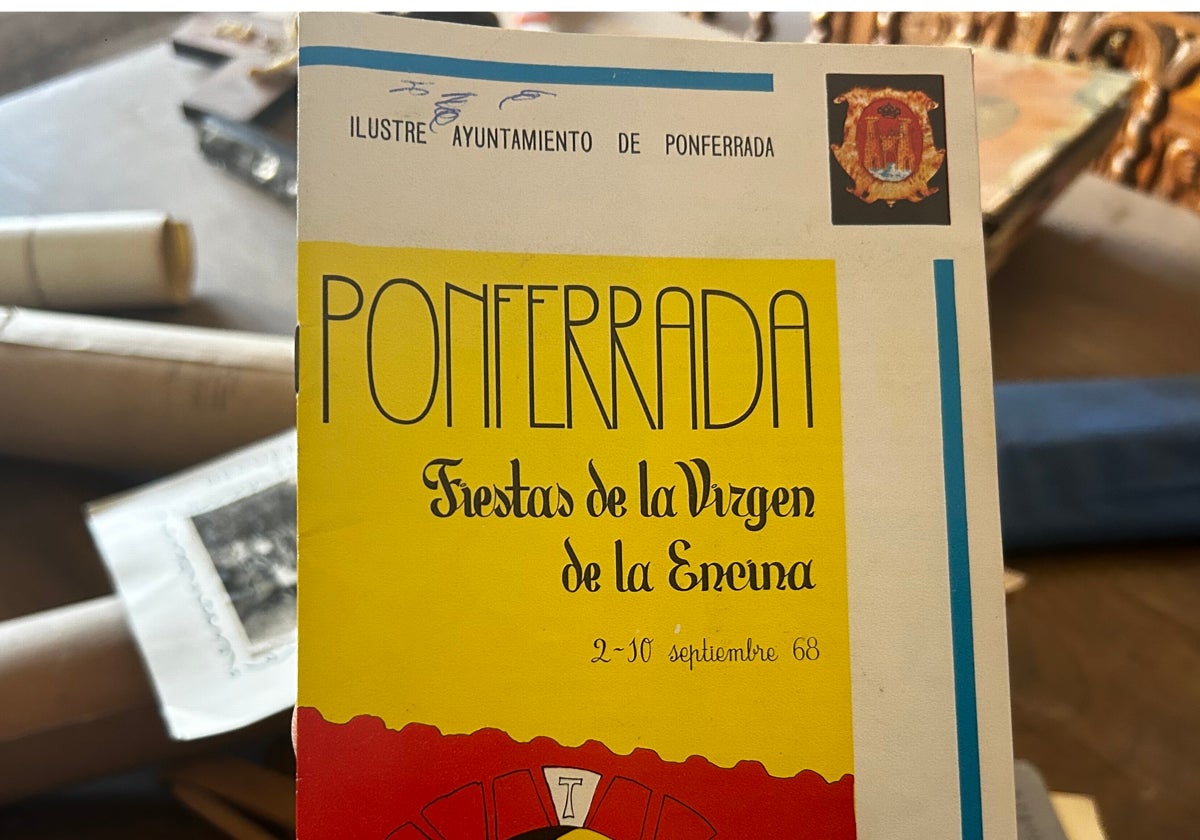 ILUSTRE AYUNTAMIENTO DE PONFERRADA
PONFERRADA
Fiestas de la Virgen
de la Encina
2-10 septiembre 68
T